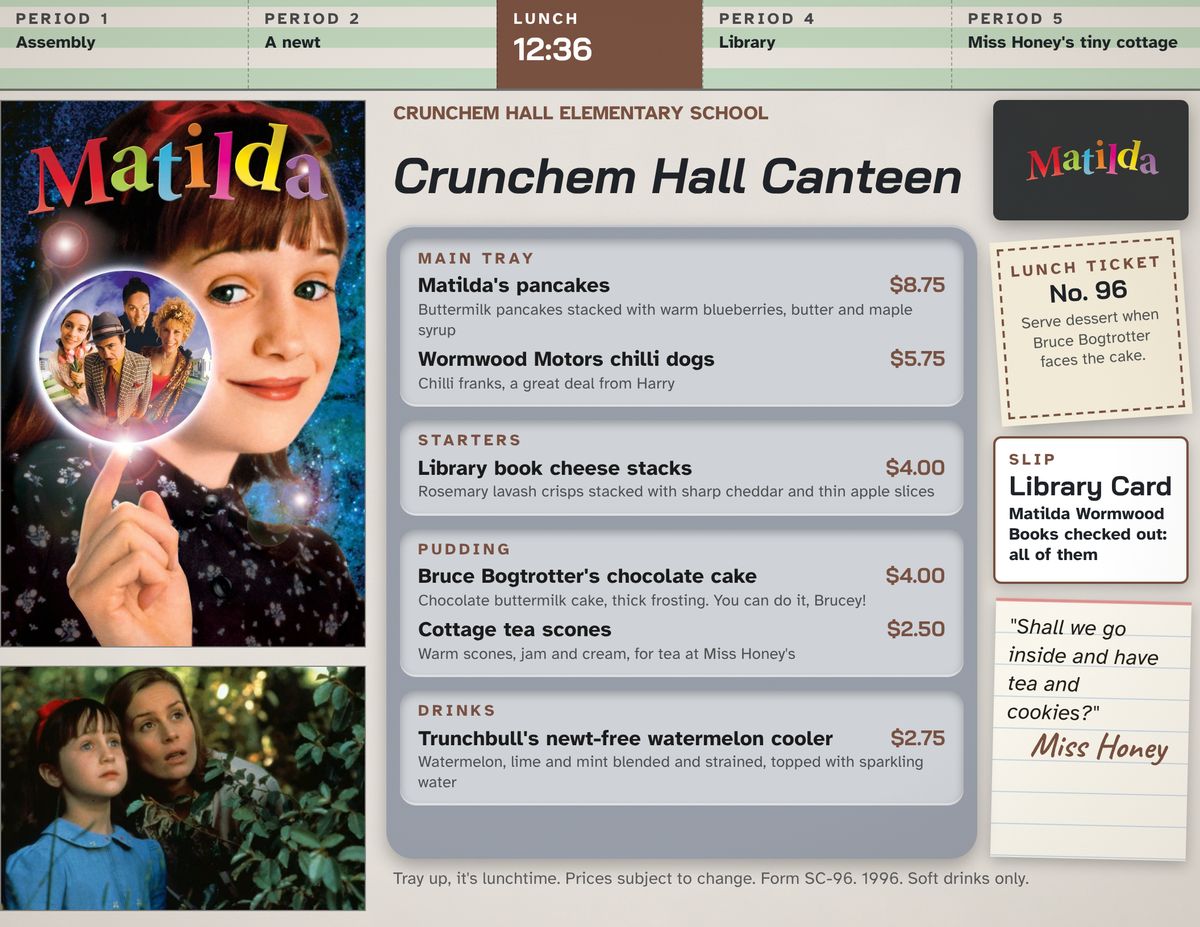 PERIOD 1
Assembly
PERIOD 2
A newt
LUNCH
12:36
PERIOD 4
Library
PERIOD 5
Miss Honey's tiny cottage
Matilda
CRUNCHEM HALL ELEMENTARY SCHOOL
Crunchem Hall Canteen
MAIN TRAY
Matilda's pancakes $8.75
Buttermilk pancakes stacked with warm blueberries, butter and maple
syrup
Wormwood Motors chilli dogs $5.75
Chilli franks, a great deal from Harry
STARTERS
Library book cheese stacks $4.00
Rosemary lavash crisps stacked with sharp cheddar and thin apple slices
PUDDING
Bruce Bogtrotter's chocolate cake $4.00
Chocolate buttermilk cake, thick frosting. You can do it, Brucey!
Cottage tea scones $2.50
Warm scones, jam and cream, for tea at Miss Honey's
DRINKS
Trunchbull's newt-free watermelon cooler $2.75
Watermelon, lime and mint blended and strained, topped with sparkling
water
Tray up, it's lunchtime. Prices subject to change. Form SC-96. 1996. Soft drinks only.
Matilda
LUNCH TICKET
No. 96
Serve dessert when
Bruce Bogtrotter
faces the cake.
SLIP
Library Card
Matilda Wormwood
Books checked out:
all of them
"Shall we go
inside and have
tea and
cookies?"
Miss Honey